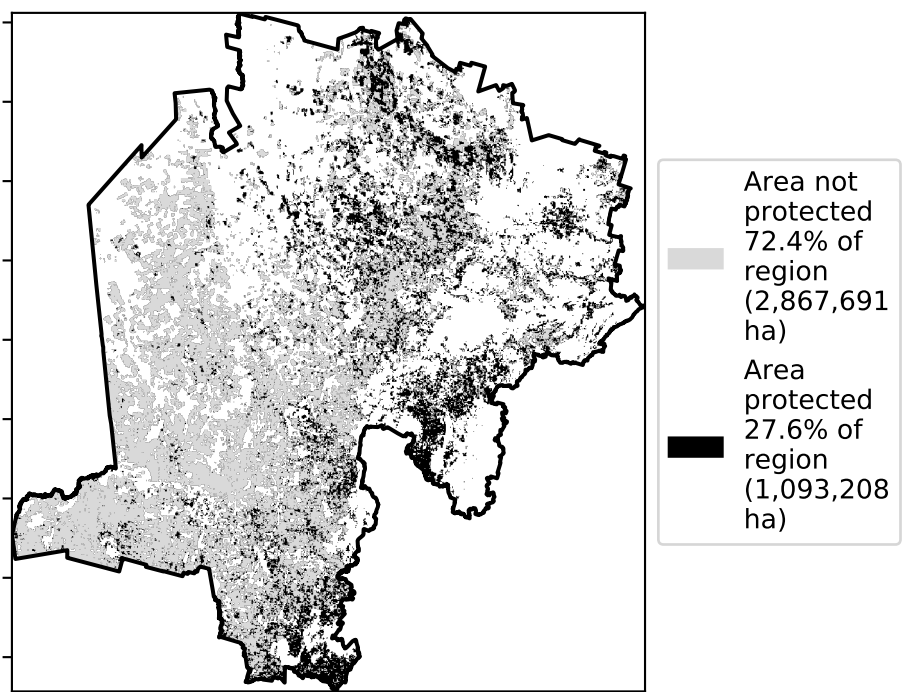 Area not
protected
72.4% of
region
(2,867,691
ha)
Area
protected
27.6% of
region
(1,093,208
ha)